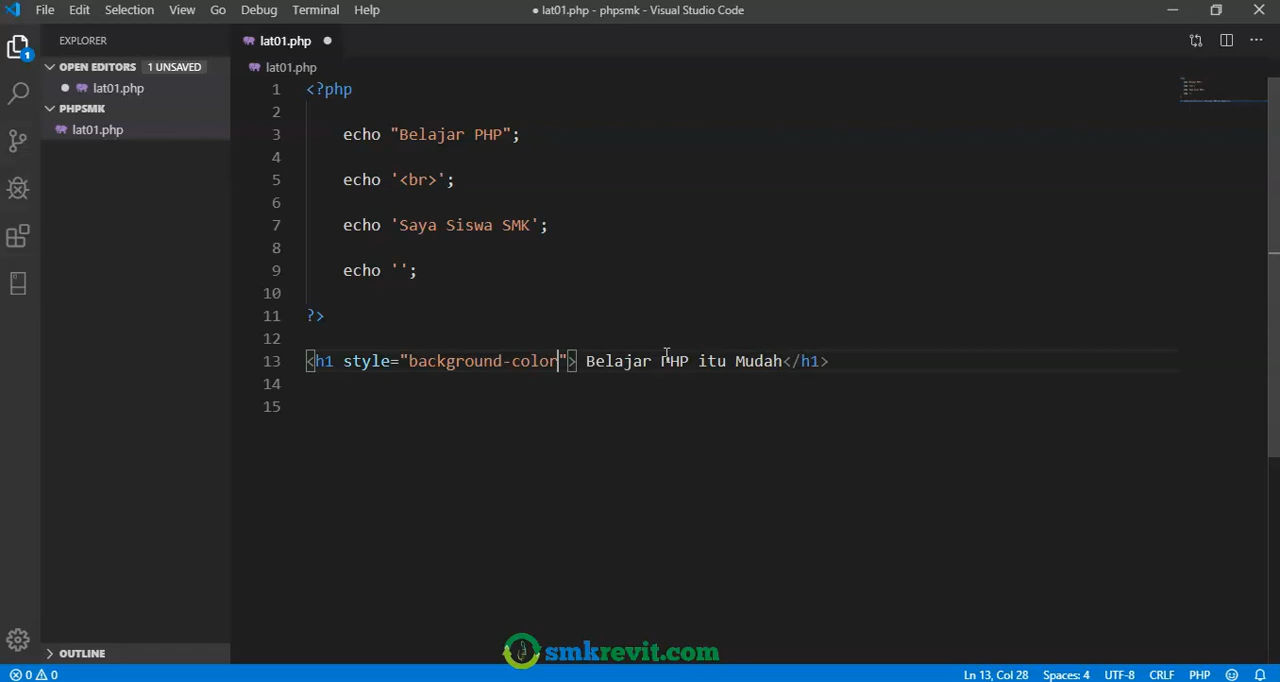 File Edit Selection View Go Debug Terminal Help
● lat01.php - phpsmk - Visual Studio Code
EXPLORER
OPEN EDITORS 1 UNSAVED
lat01.php
PHPSMK
lat01.php
OUTLINE
1
lat01.php
lat01.php
1 <?php
2
3 echo "Belajar PHP";
4
5 echo '<br>';
6
7 echo 'Saya Siswa SMK';
8
9 echo '';
10
11 ?>
12
13 <h1 style="background-color"> Belajar PHP itu Mudah</h1>
14
15
smkrevit.com
0 0
Ln 13, Col 28 Spaces: 4 UTF-8 CRLF PHP